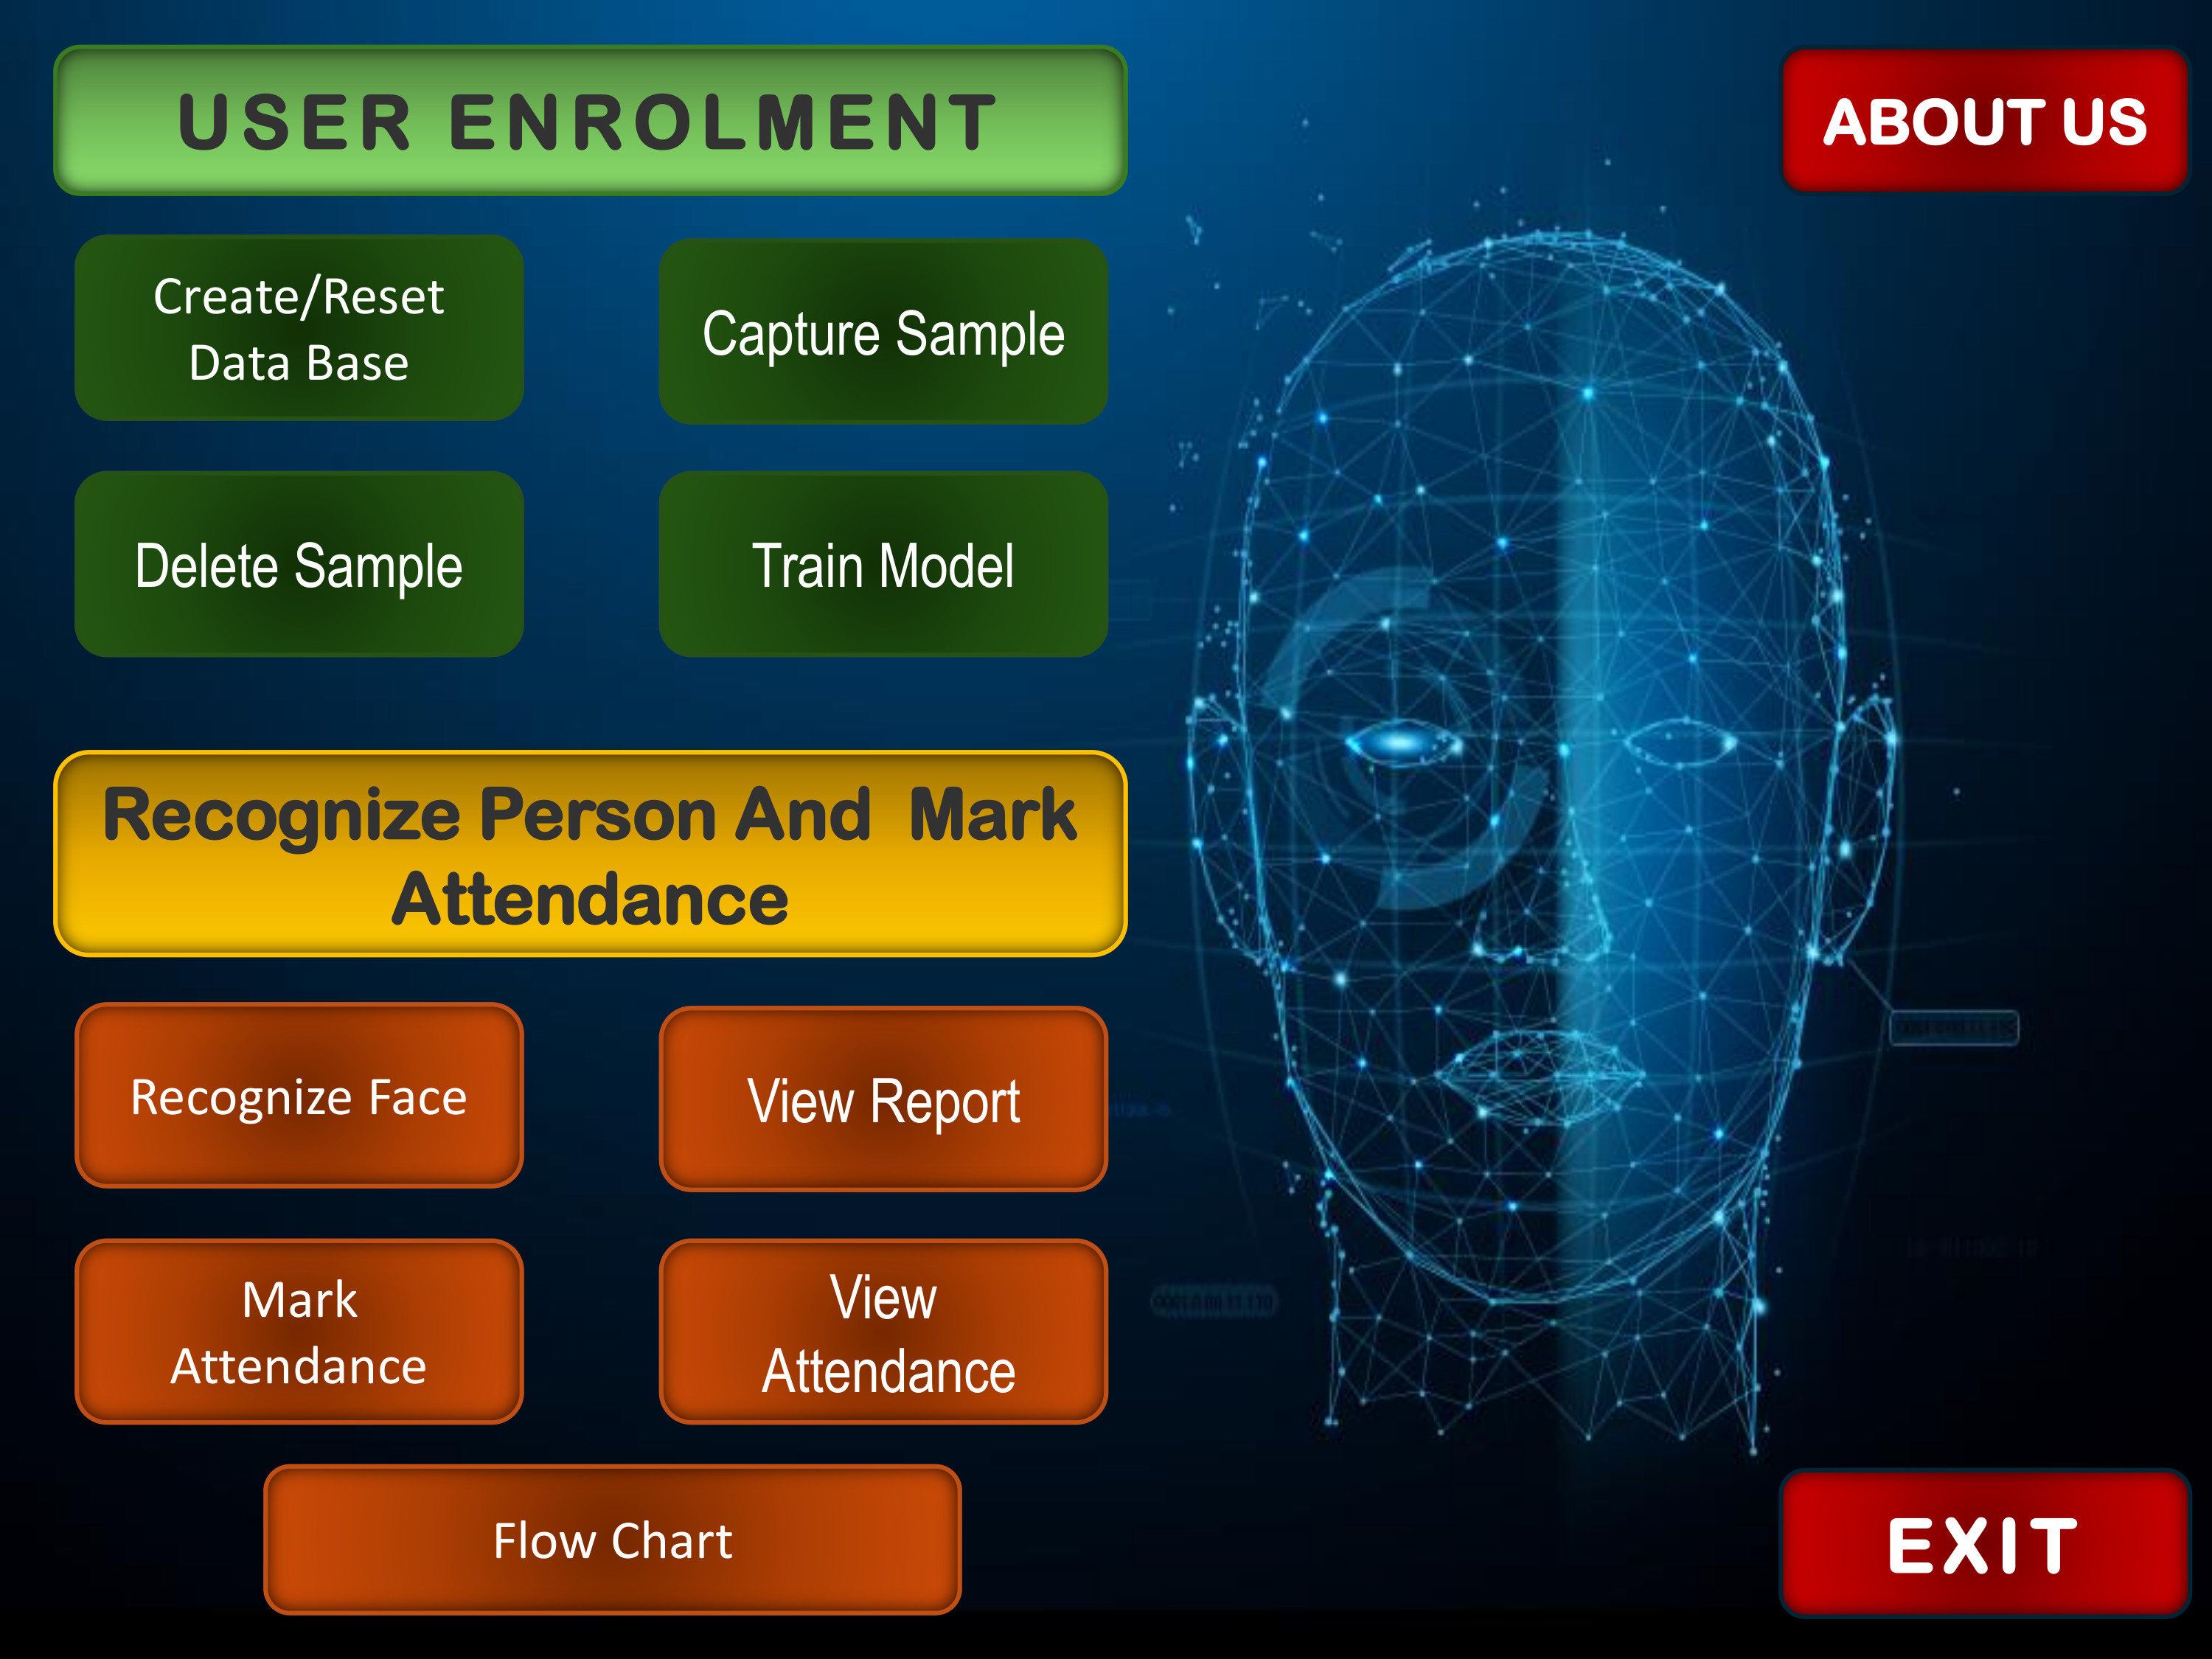 USER ENROLMENT
ABOUT US
Create/Reset
Data Base
Capture Sample
Delete Sample
Train Model
Recognize Person And  Mark
Attendance
Recognize Face
View Report
Mark
Attendance
View
Attendance
Flow Chart
EXIT